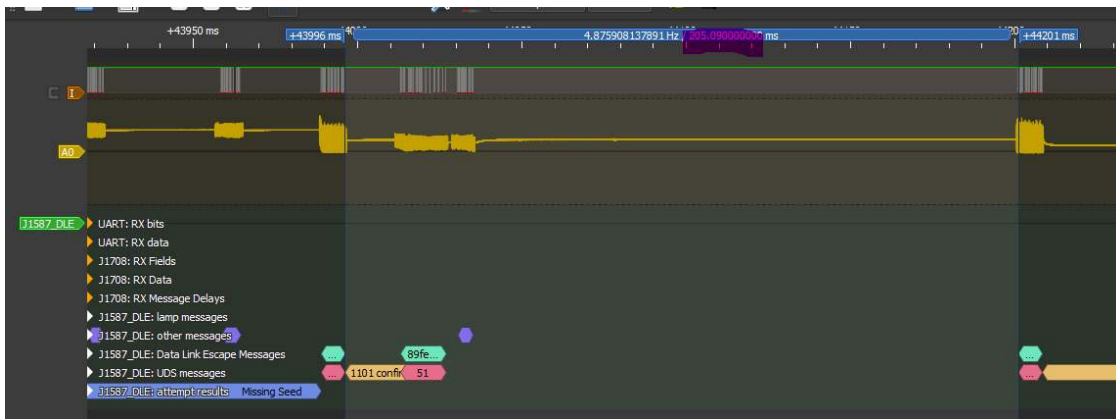 +43950 ms
+43996 ms
4.875908137891 Hz / 205.090000000 ms
+44201 ms
I
A0
J1587_DLE
UART: RX bits
UART: RX data
J1708: RX Fields
J1708: RX Data
J1708: RX Message Delays
J1587_DLE: lamp messages
J1587_DLE: other messages
J1587_DLE: Data Link Escape Messages ... 89fe... ...
J1587_DLE: UDS messages ... 1101 confir 51 ...
J1587_DLE: attempt results Missing Seed